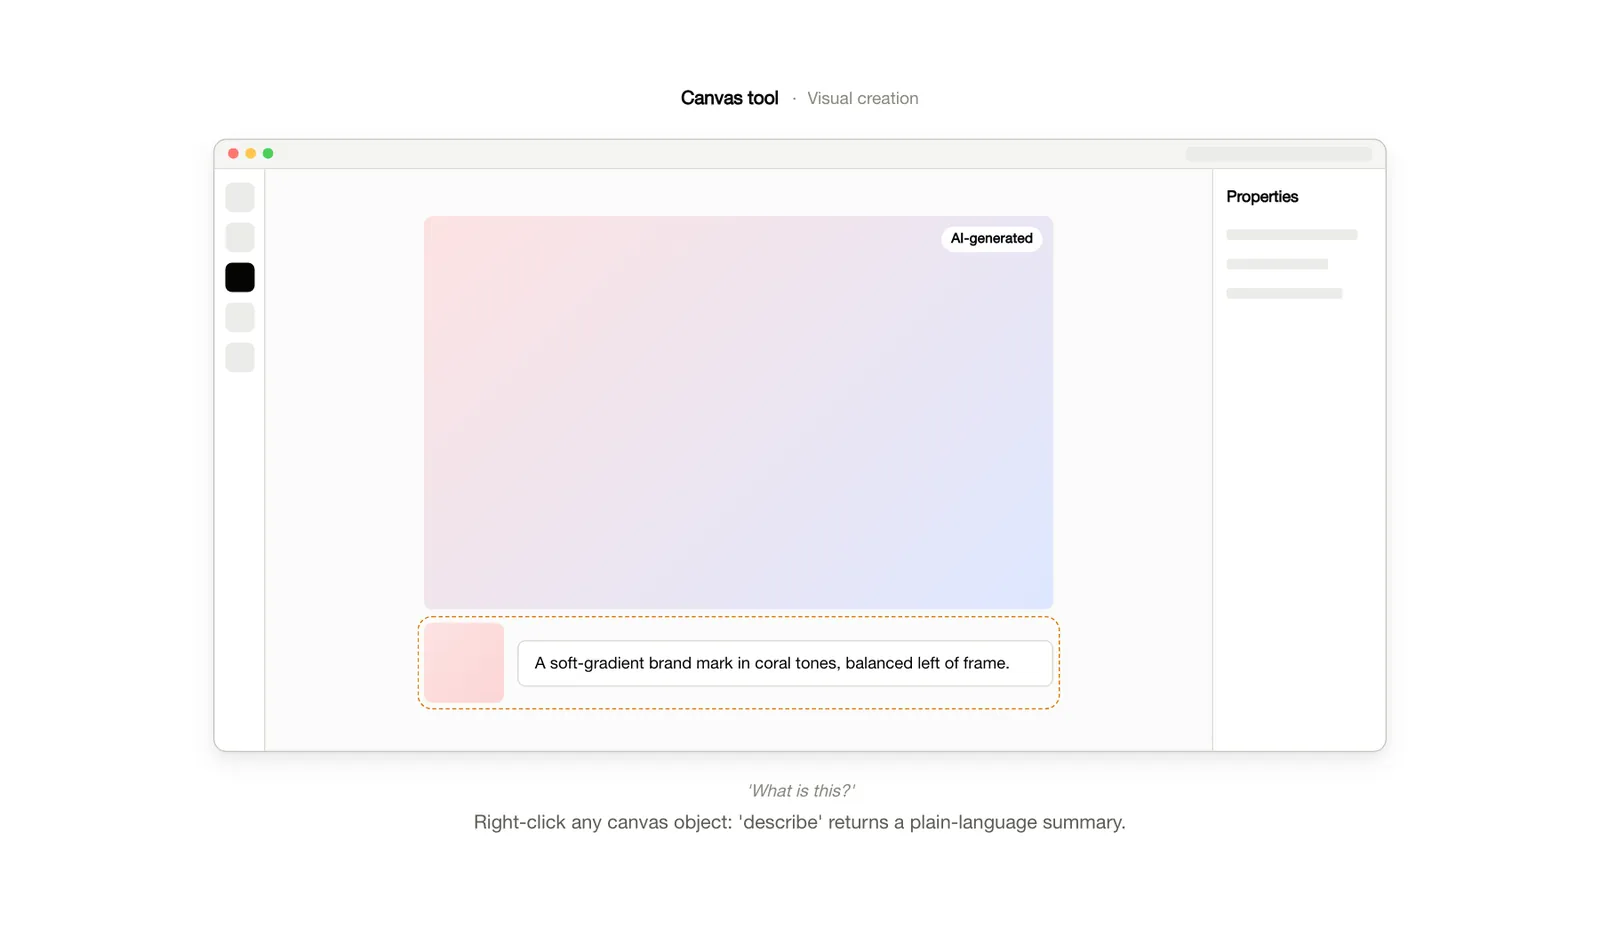 Canvas tool · Visual creation
Properties
AI-generated
A soft-gradient brand mark in coral tones, balanced left of frame.
'What is this?'
Right-click any canvas object: 'describe' returns a plain-language summary.